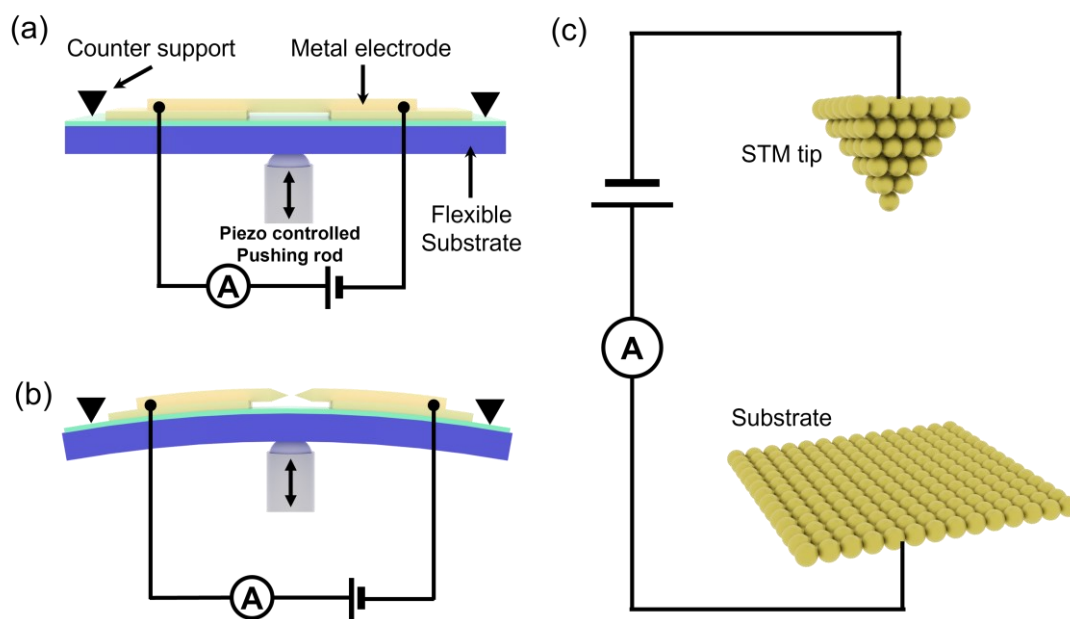 (a)
Counter support
Metal electrode
Flexible
Substrate
Piezo controlled
Pushing rod
A
(b)
A
(c)
STM tip
A
Substrate